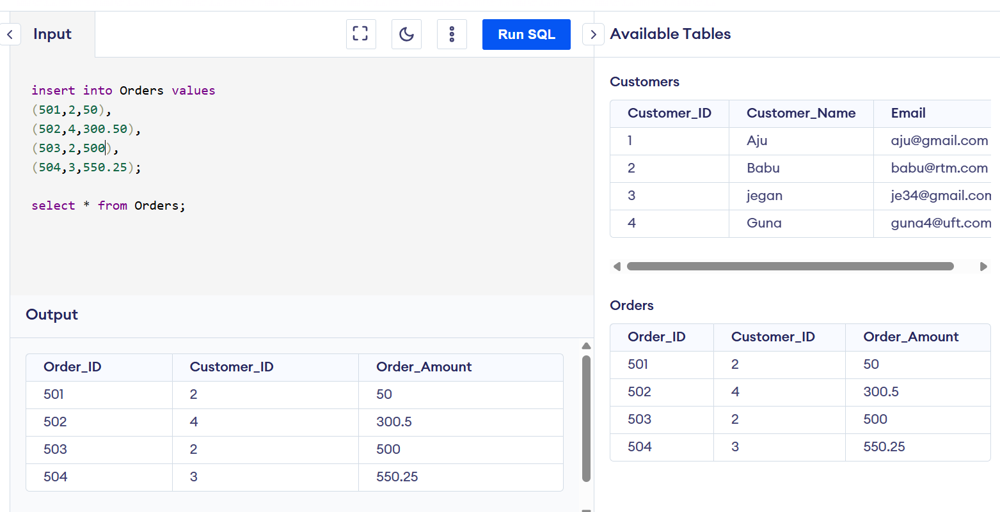 Input
Run SQL
Available Tables
insert into Orders values
(501,2,50),
(502,4,300.50),
(503,2,500),
(504,3,550.25);
select * from Orders;
Output
Order_ID Customer_ID Order_Amount
501 2 50
502 4 300.5
503 2 500
504 3 550.25
Customers
Customer_ID Customer_Name Email
1 Aju aju@gmail.com
2 Babu babu@rtm.com
3 jegan je34@gmail.com
4 Guna guna4@uft.com
Orders
Order_ID Customer_ID Order_Amount
501 2 50
502 4 300.5
503 2 500
504 3 550.25